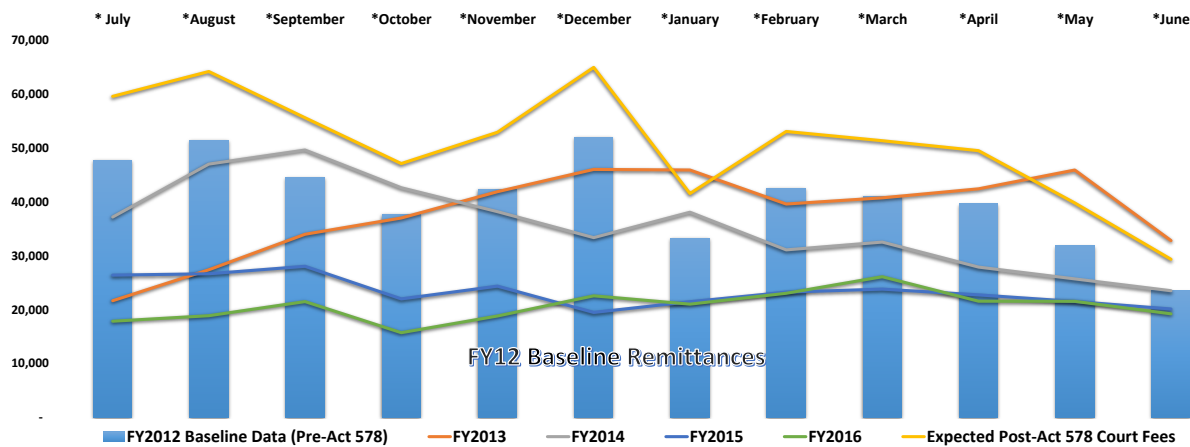 * July *August *September *October *November *December *January *February *March *April *May *June
70,000
60,000
50,000
40,000
30,000
20,000
10,000
-
FY12 Baseline Remittances
FY2012 Baseline Data (Pre-Act 578) FY2013 FY2014 FY2015 FY2016 Expected Post-Act 578 Court Fees